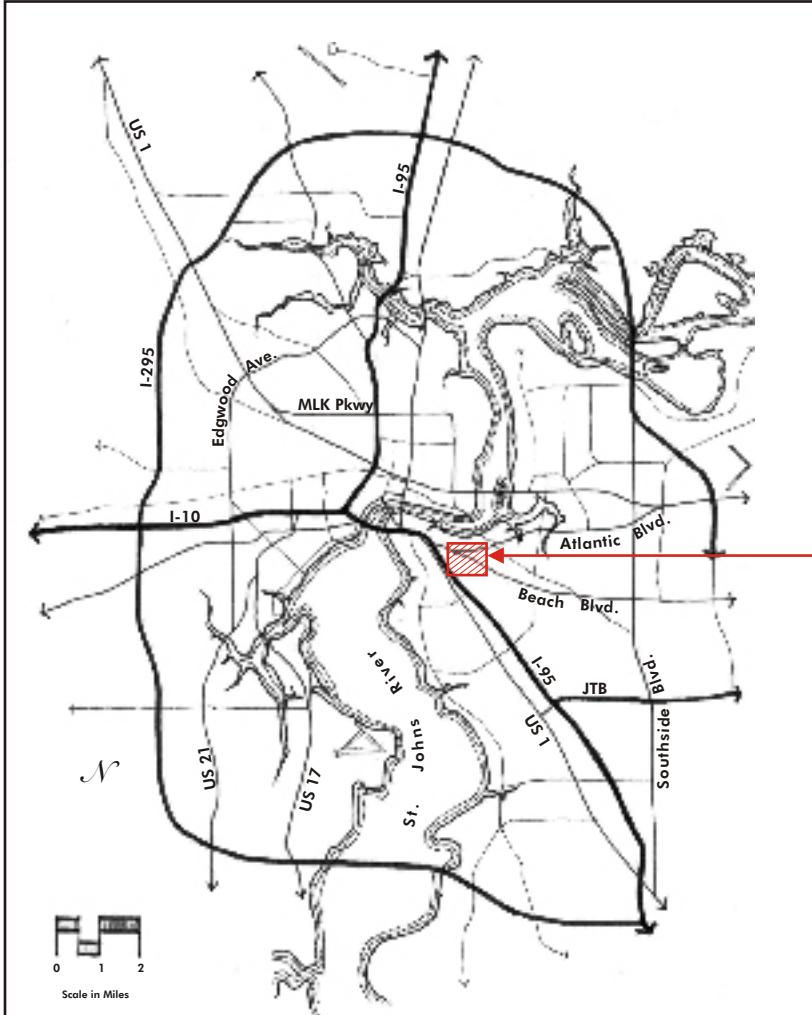 US 1
I-95
I-295
Edgwood Ave.
MLK Pkwy
I-10
Atlantic Blvd.
Beach Blvd.
I-95
JTB
US 1
Southside Blvd.
St. Johns River
N
US 21
US 17
0 1 2
Scale in Miles